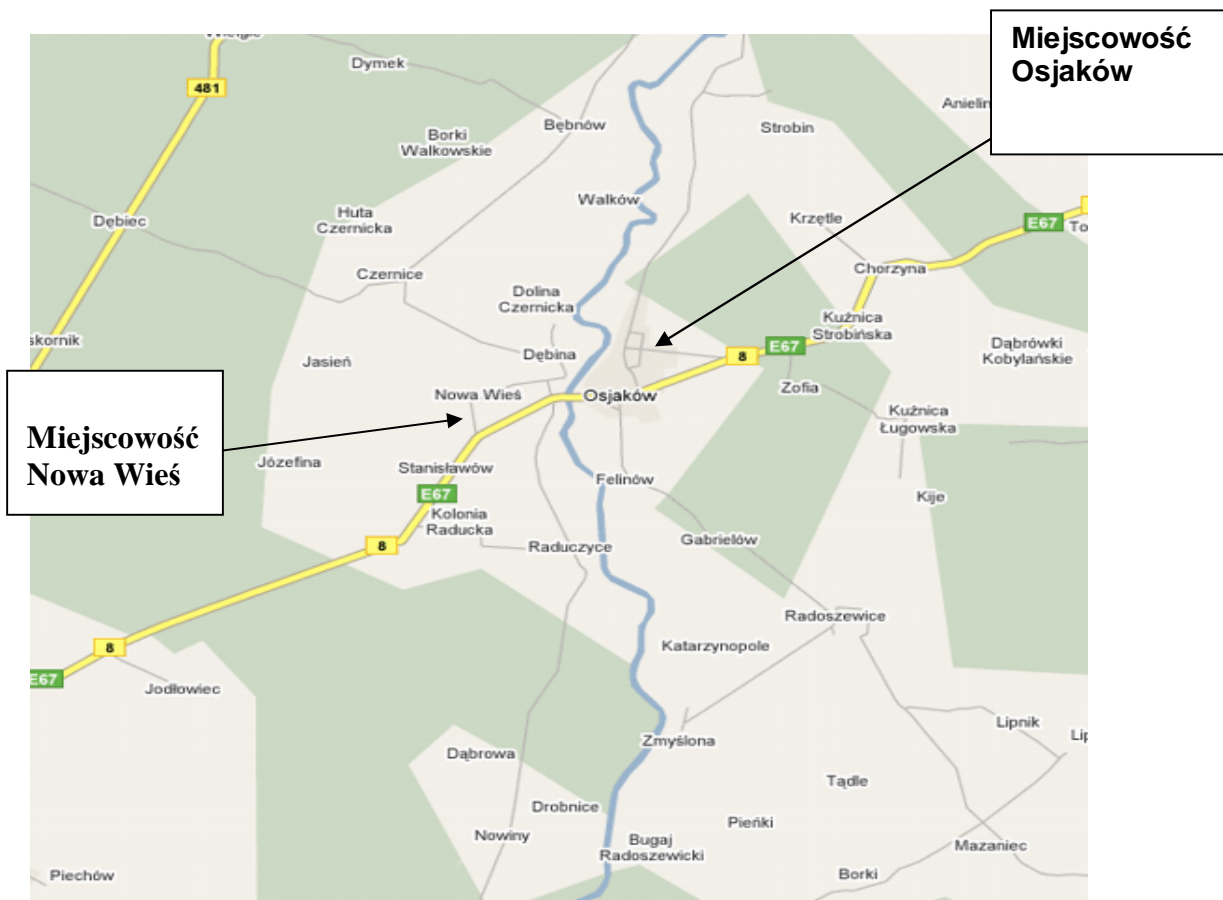 Miejscowość
Osjaków
Dymek
481
Anielin
Bębnów
Strobin
Borki
Walkowskie
Walków
Dębiec
Huta
Czernicka
Krzętle
E67
To
Czernice
Chorzyna
Dolina
Czernicka
Kuźnica
Strobińska
skornik
Jasień
Dębina
E67
8
Dąbrówki
Kobylańskie
Nowa Wieś
Osjaków
Zofia
Miejscowość
Nowa Wieś
Kuźnica
Ługowska
Józefina
Stanisławów
Felinów
E67
Kije
Kolonia
Raducka
8
Raduczyce
Gabrielów
Radoszewice
8
Katarzynopole
E67
Jodłowiec
Lipnik
Lip
Zmyślona
Dąbrowa
Tądle
Drobnice
Pieńki
Nowiny
Bugaj
Radoszewicki
Mazaniec
Piechów
Borki